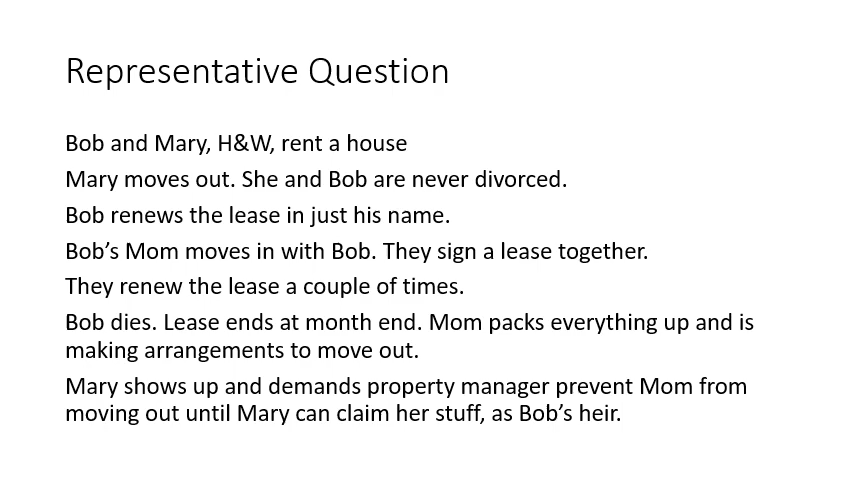 Representative Question
Bob and Mary, H&W, rent a house
Mary moves out. She and Bob are never divorced.
Bob renews the lease in just his name.
Bob’s Mom moves in with Bob. They sign a lease together.
They renew the lease a couple of times.
Bob dies. Lease ends at month end. Mom packs everything up and is
making arrangements to move out.
Mary shows up and demands property manager prevent Mom from
moving out until Mary can claim her stuff, as Bob’s heir.